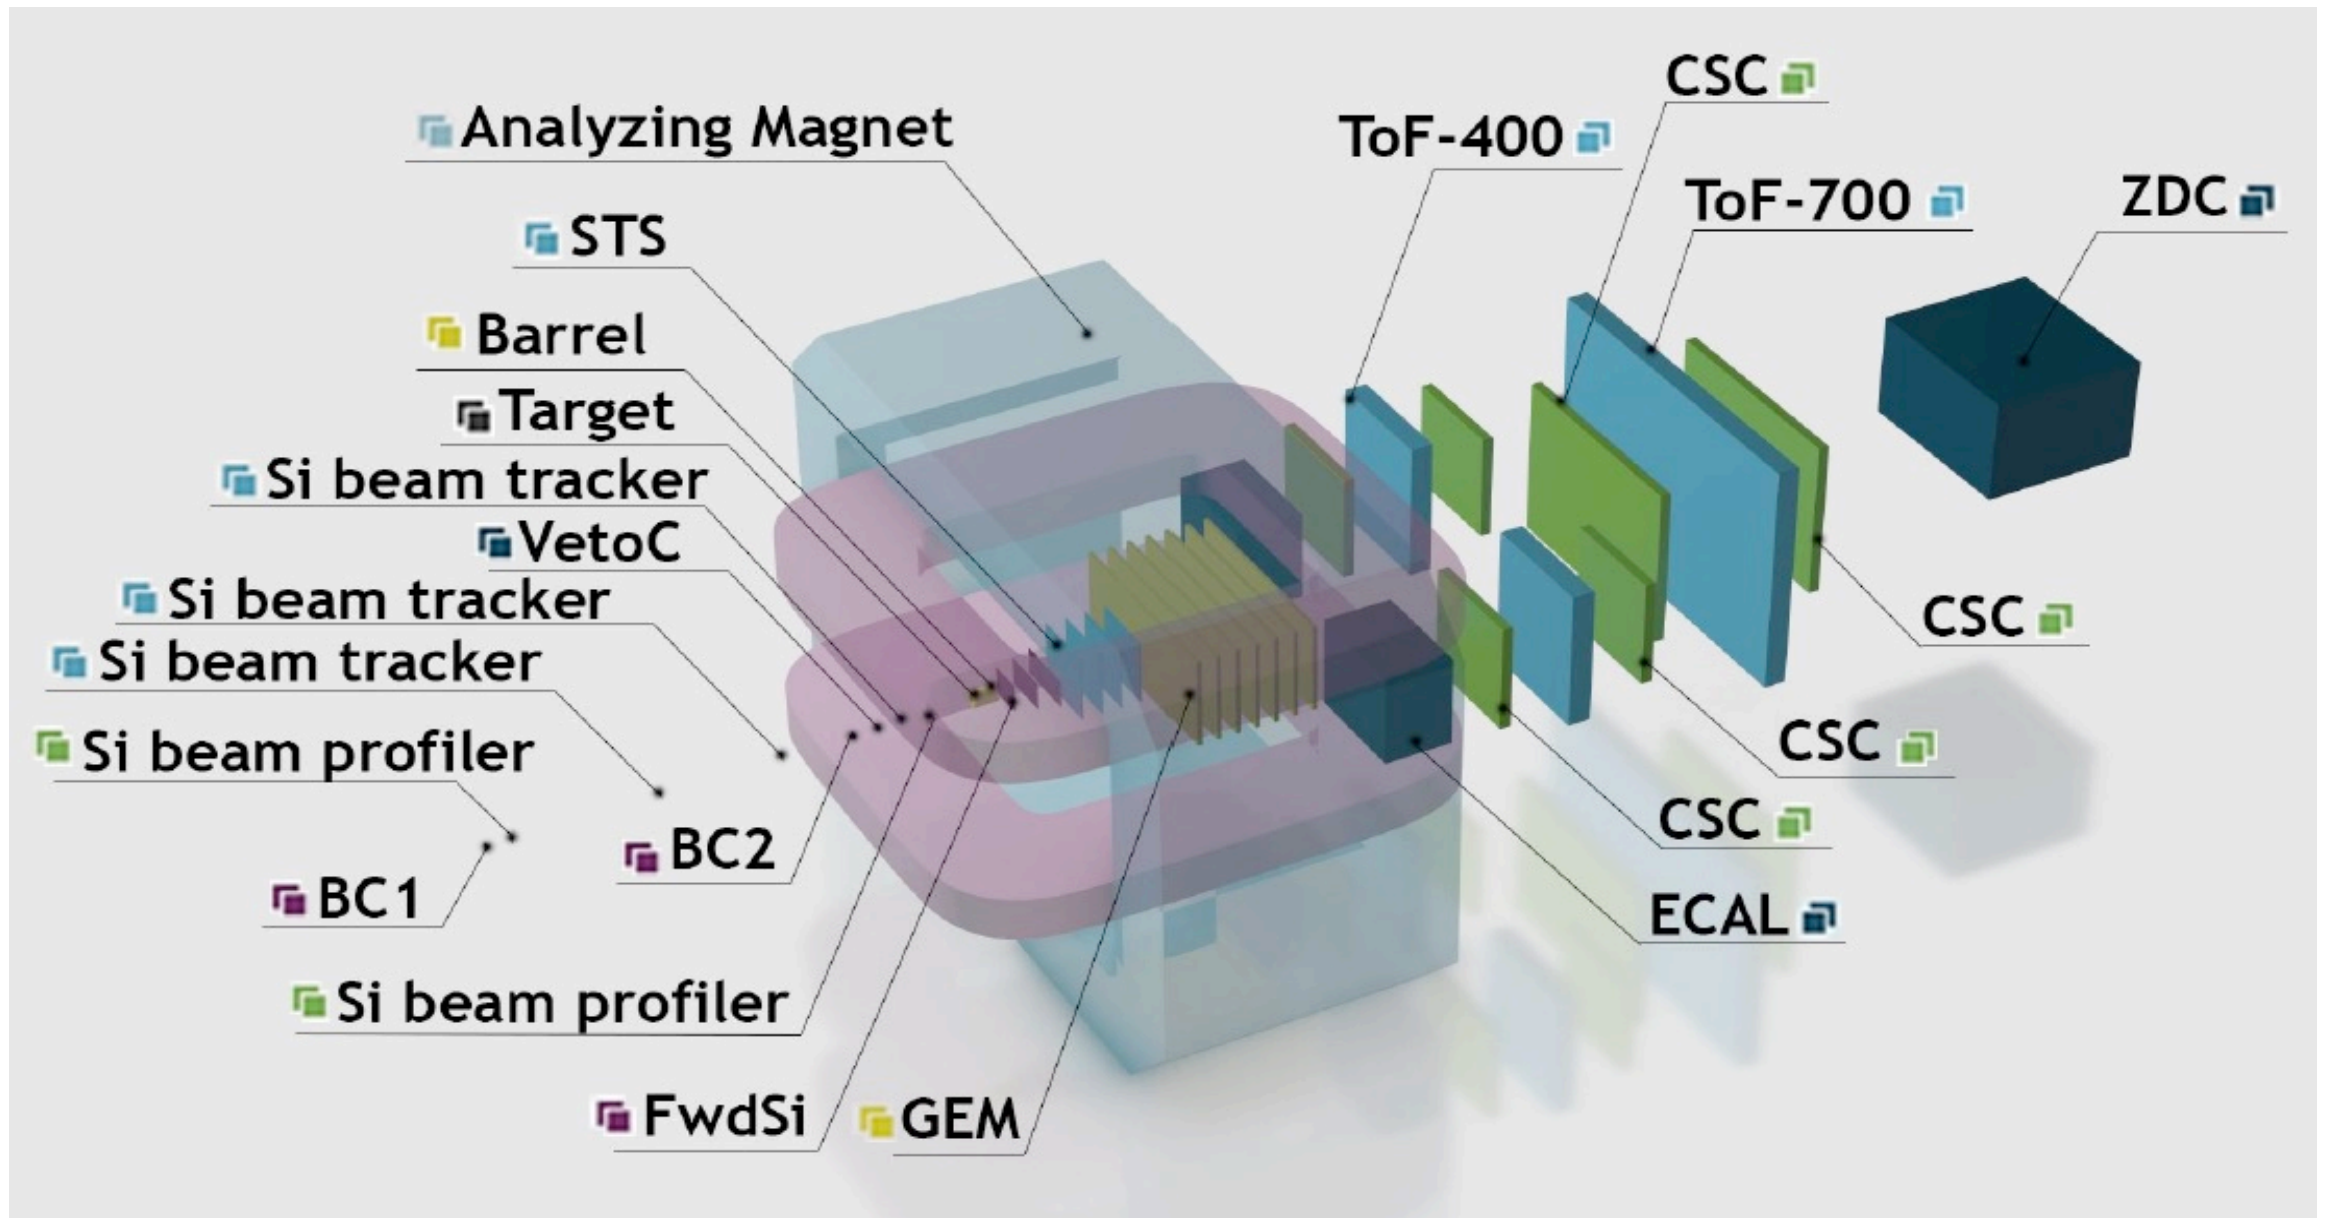 CSC
Analyzing Magnet
ToF-400
STS
ToF-700
ZDC
Barrel
Target
Si beam tracker
VetoC
Si beam tracker
CSC
Si beam tracker
Si beam profiler
CSC
BC2
CSC
BC1
ECAL
Si beam profiler
FwdSi
GEM